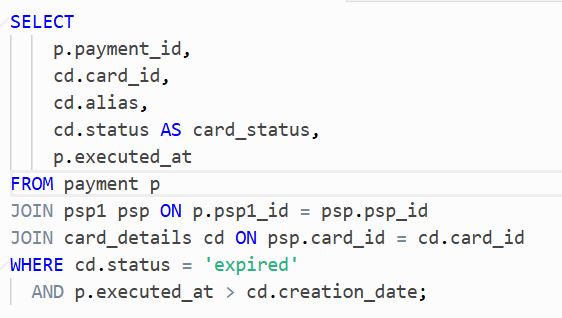 SELECT
    p.payment_id,
    cd.card_id,
    cd.alias,
    cd.status AS card_status,
    p.executed_at
FROM payment p
JOIN psp1 psp ON p.psp1_id = psp.psp_id
JOIN card_details cd ON psp.card_id = cd.card_id
WHERE cd.status = 'expired'
  AND p.executed_at > cd.creation_date;